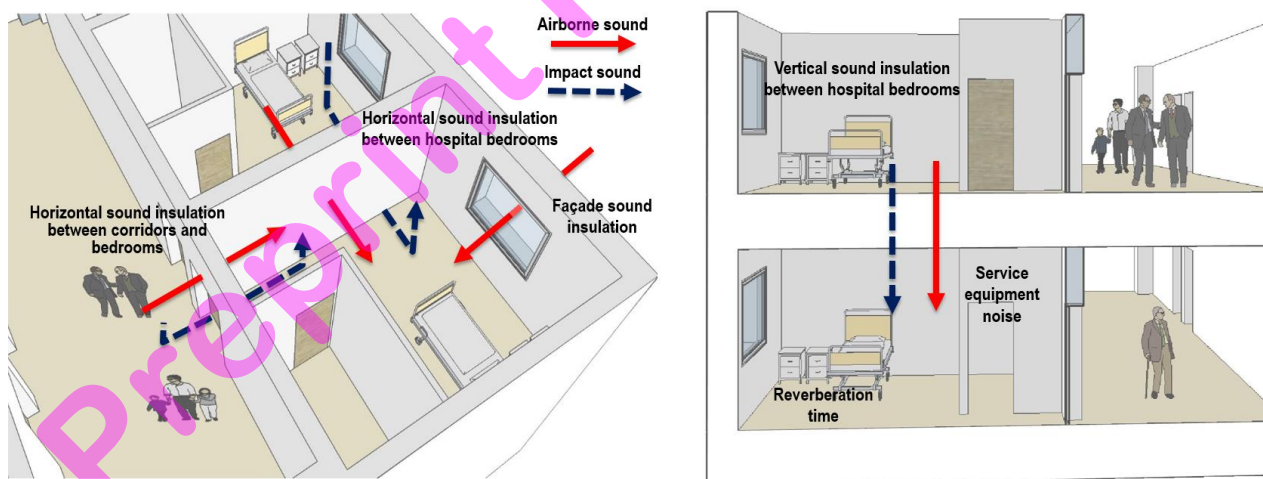 Airborne sound
Impact sound
Horizontal sound insulation
between hospital bedrooms
Horizontal sound insulation
between corridors and
bedrooms
Façade sound
insulation
Preprint
Vertical sound insulation
between hospital bedrooms
Service
equipment
noise
Reverberation
time